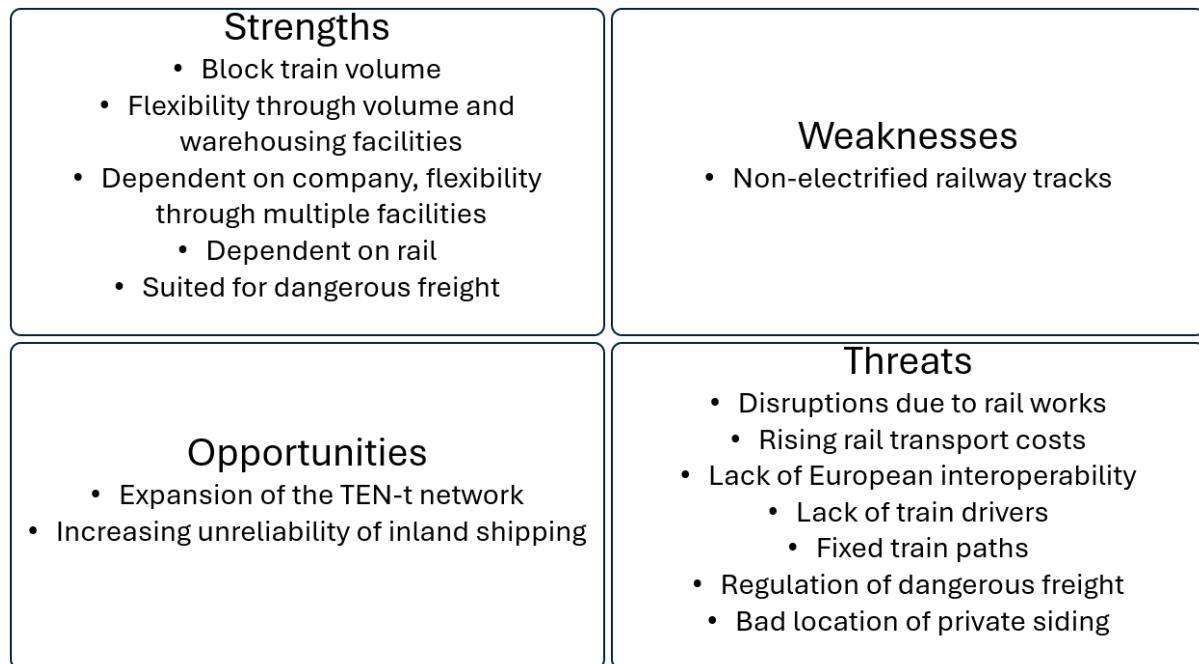 Strengths
• Block train volume
• Flexibility through volume and
warehousing facilities
• Dependent on company, flexibility
through multiple facilities
• Dependent on rail
• Suited for dangerous freight
Weaknesses
• Non-electrified railway tracks
Opportunities
• Expansion of the TEN-t network
• Increasing unreliability of inland shipping
Threats
• Disruptions due to rail works
• Rising rail transport costs
• Lack of European interoperability
• Lack of train drivers
• Fixed train paths
• Regulation of dangerous freight
• Bad location of private siding